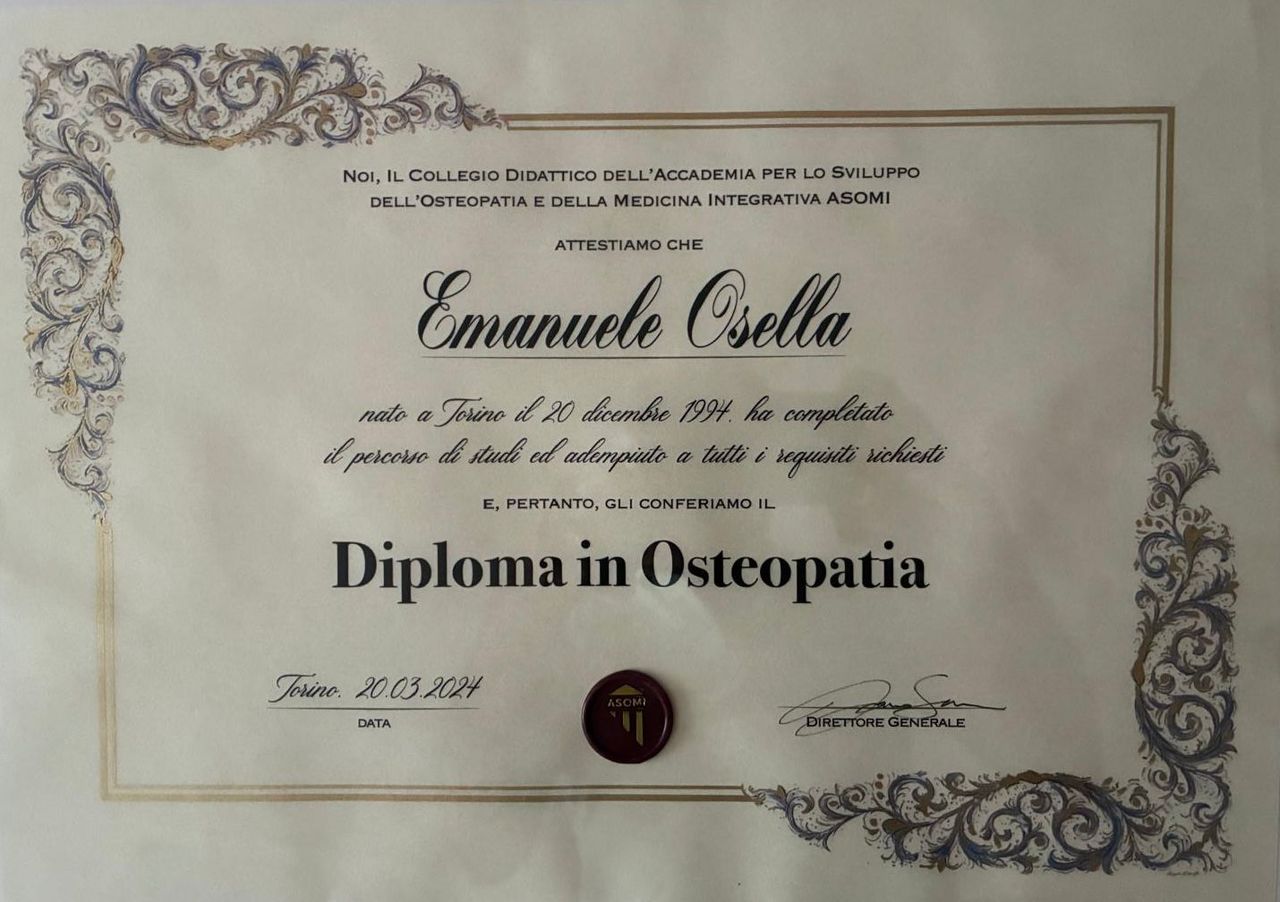 Noi, Il Collegio Didattico dell'Accademia per lo Sviluppo
dell'Osteopatia e della Medicina Integrativa ASOMI
attestiamo che
Emanuele Osella
nato a Torino il 20 dicembre 1994. ha completato
il percorso di studi ed adempiuto a tutti i requisiti richiesti
e, pertanto, gli conferiamo il
Diploma in Osteopatia
Torino. 20.03.2024
DATA
ASOMI
Direttore Generale